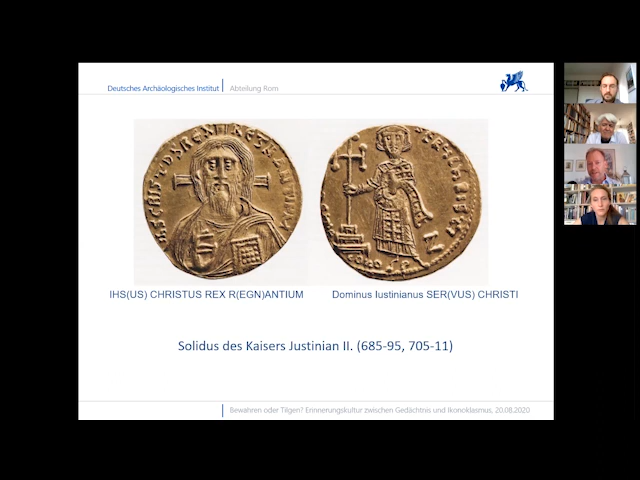 Deutsches Archäologisches Institut | Abteilung Rom
IHS(US) CHRISTUS REX R(EGN)ANTIUM
Dominus Iustinianus SER(VUS) CHRISTI
Solidus des Kaisers Justinian II. (685-95, 705-11)
Bewahren oder Tilgen? Erinnerungskultur zwischen Gedächtnis und Ikonoklasmus, 20.08.2020